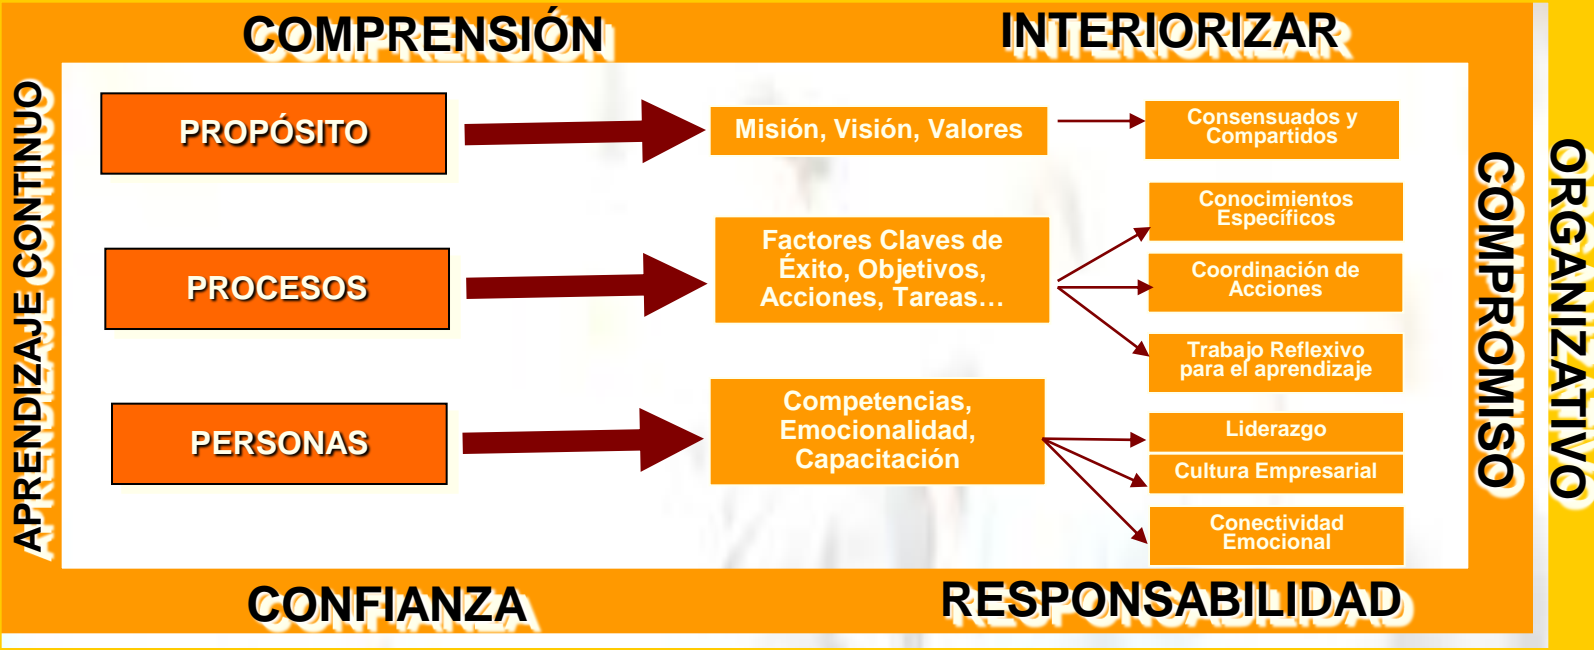 COMPRENSIÓN
INTERIORIZAR
APRENDIZAJE CONTINUO
PROPÓSITO
Misión, Visión, Valores
Consensuados y
Compartidos
PROCESOS
Factores Claves de
Éxito, Objetivos,
Acciones, Tareas…
Conocimientos
Específicos
Coordinación de
Acciones
Trabajo Reflexivo
para el aprendizaje
PERSONAS
Competencias,
Emocionalidad,
Capacitación
Liderazgo
Cultura Empresarial
Conectividad
Emocional
COMPROMISO
ORGANIZATIVO
CONFIANZA
RESPONSABILIDAD